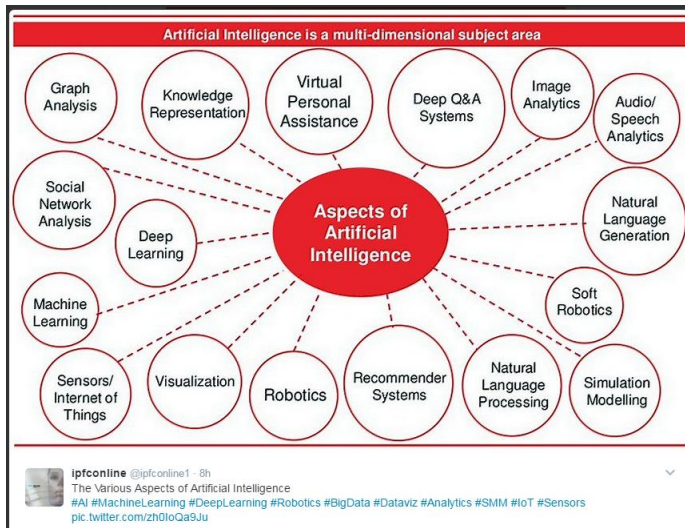 Artificial Intelligence is a multi-dimensional subject area
Graph
Analysis
Knowledge
Representation
Virtual
Personal
Assistance
Deep Q&A
Systems
Image
Analytics
Audio/
Speech
Analytics
Social
Network
Analysis
Deep
Learning
Aspects of
Artificial
Intelligence
Natural
Language
Generation
Machine
Learning
Soft
Robotics
Sensors/
Internet of
Things
Visualization
Robotics
Recommender
Systems
Natural
Language
Processing
Simulation
Modelling
ipfconline @ipfconline1 · 8h
The Various Aspects of Artificial Intelligence
#AI #MachineLearning #DeepLearning #Robotics #BigData #Dataviz #Analytics #SMM #IoT #Sensors
pic.twitter.com/zh0IoQa9Ju